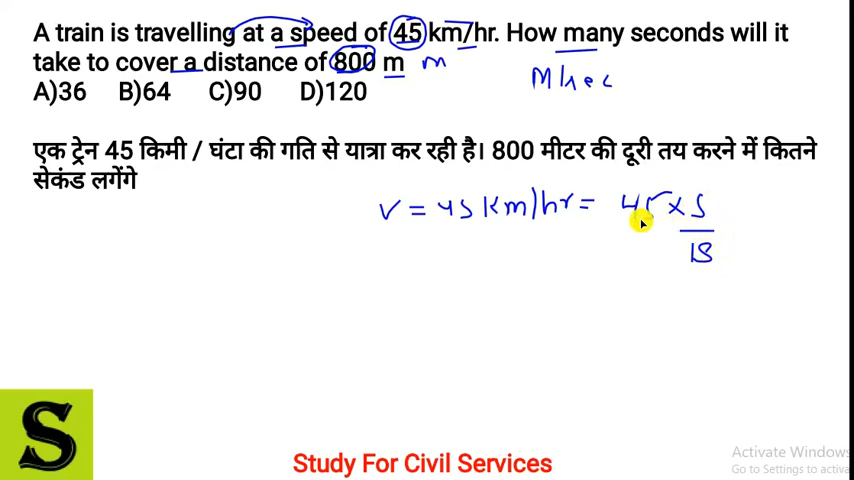 A train is travelling at a speed of 45 km/hr. How many seconds will it
take to cover a distance of 800 m m
A)36 B)64 C)90 D)120
M/sec
एक ट्रेन 45 किमी / घंटा की गति से यात्रा कर रही है। 800 मीटर की दूरी तय करने में कितने
सेकंड लगेंगे
v = 45 km/hr = 45 x 5
18
S
Study For Civil Services
Activate Windows
Go to Settings to activa